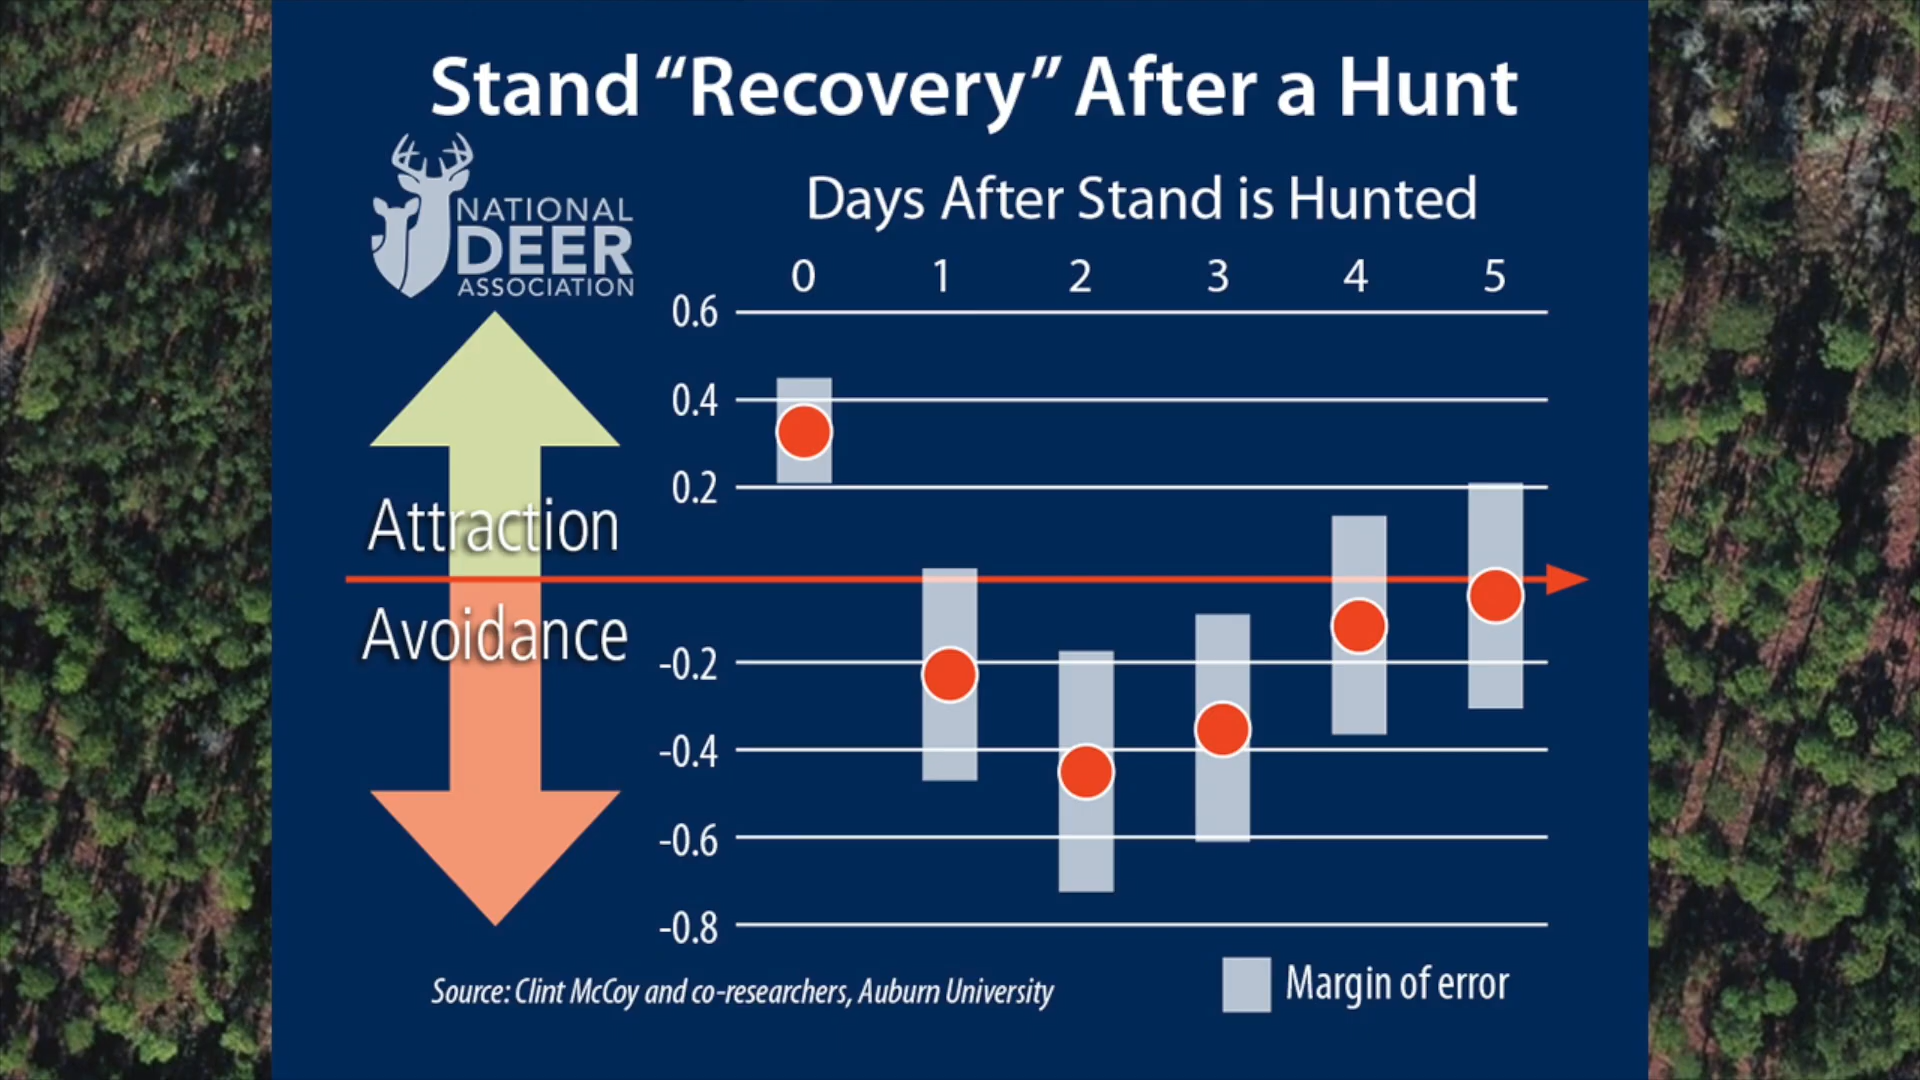 Stand “Recovery” After a Hunt
NATIONAL
DEER
ASSOCIATION
Days After Stand is Hunted
0 1 2 3 4 5
0.6
0.4
0.2
Attraction
Avoidance
-0.2
-0.4
-0.6
-0.8
Source: Clint McCoy and co-researchers, Auburn University
Margin of error